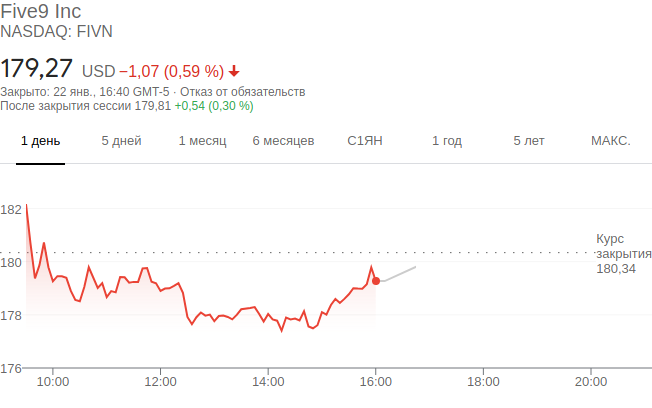 Five9 Inc
NASDAQ: FIVN
179,27 USD −1,07 (0,59 %)
Закрыто: 22 янв., 16:40 GMT-5 · Отказ от обязательств
После закрытия сессии 179,81 +0,54 (0,30 %)
1 день 5 дней 1 месяц 6 месяцев С1ЯН 1 год 5 лет МАКС.
182
Курс
закрытия
180,34
180
178
176
10:00 12:00 14:00 16:00 18:00 20:00